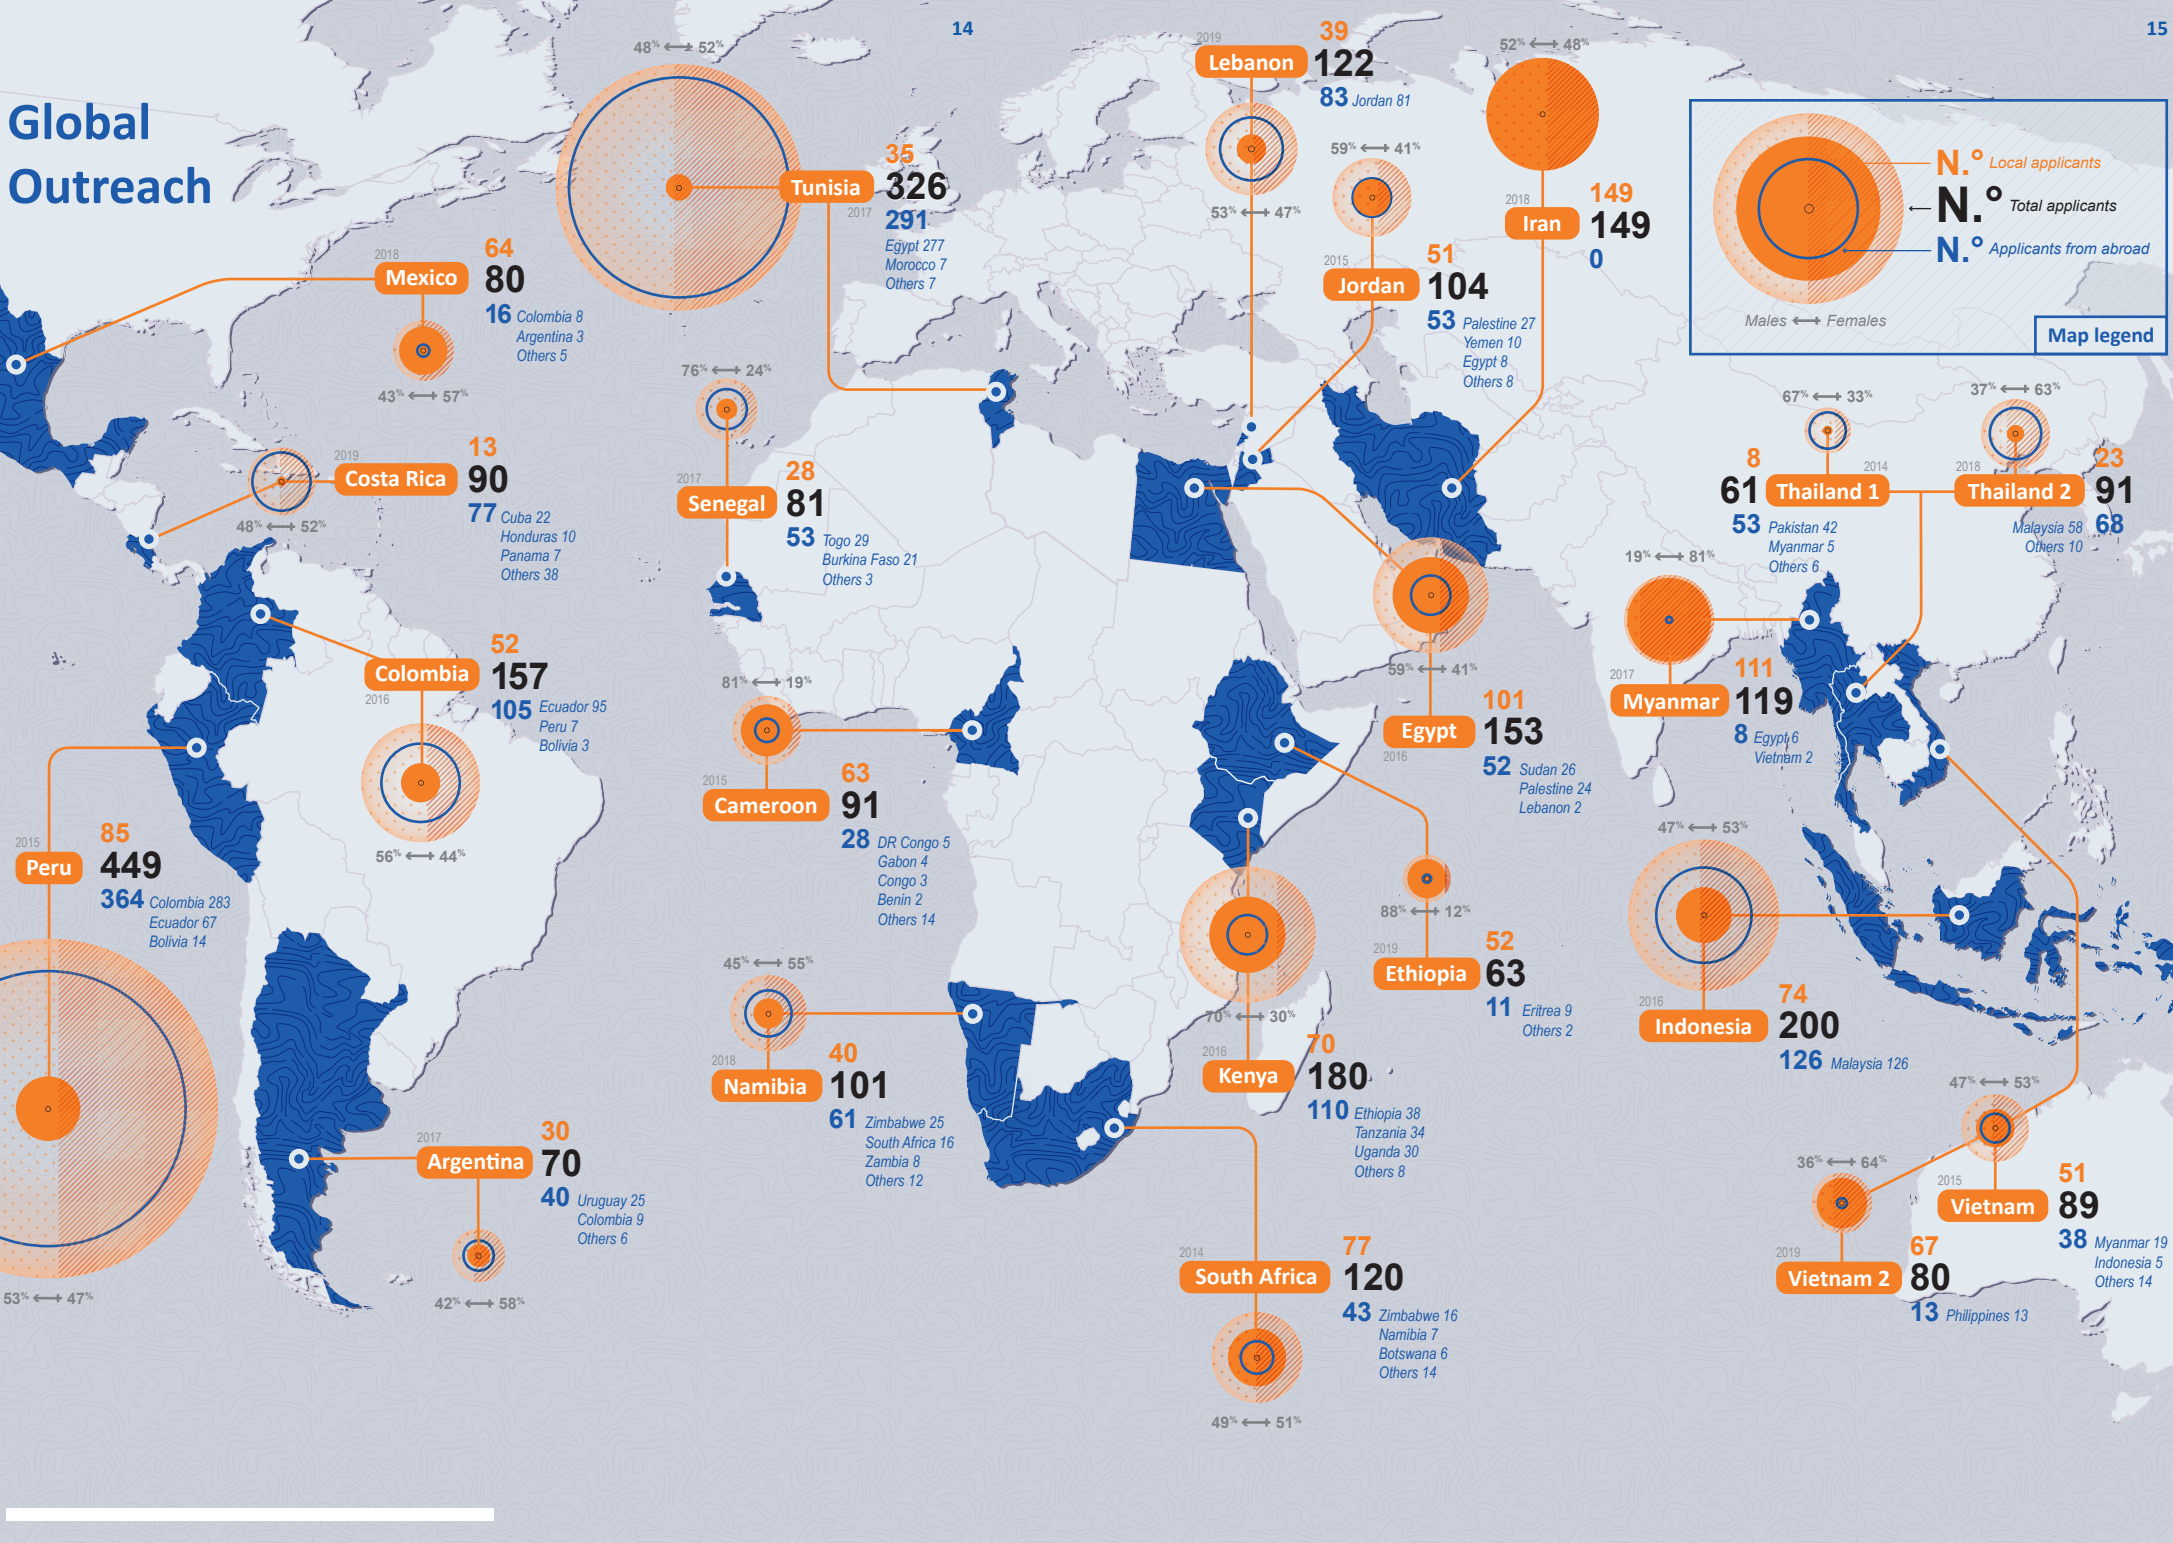 14
15
Global
Outreach
N.° Local applicants
N.° Total applicants
N.° Applicants from abroad
Males ⟷ Females
Map legend
2018
Mexico
64
80
16 Colombia 8
Argentina 3
Others 5
43% ⟷ 57%
2019
Costa Rica
13
90
77 Cuba 22
Honduras 10
Panama 7
Others 38
48% ⟷ 52%
Colombia
2016
52
157
105 Ecuador 95
Peru 7
Bolivia 3
56% ⟷ 44%
2015
Peru
85
449
364 Colombia 283
Ecuador 67
Bolivia 14
53% ⟷ 47%
2017
Argentina
30
70
40 Uruguay 25
Colombia 9
Others 6
42% ⟷ 58%
48% ⟷ 52%
Tunisia
2017
35
326
291
Egypt 277
Morocco 7
Others 7
76% ⟷ 24%
2017
Senegal
28
81
53 Togo 29
Burkina Faso 21
Others 3
81% ⟷ 19%
2015
Cameroon
63
91
28 DR Congo 5
Gabon 4
Congo 3
Benin 2
Others 14
45% ⟷ 55%
2018
Namibia
40
101
61 Zimbabwe 25
South Africa 16
Zambia 8
Others 12
2019
Lebanon
39
122
83 Jordan 81
53% ⟷ 47%
59% ⟷ 41%
2015
Jordan
51
104
53 Palestine 27
Yemen 10
Egypt 8
Others 8
52% ⟷ 48%
2018
Iran
149
149
0
59% ⟷ 41%
Egypt
2016
101
153
52 Sudan 26
Palestine 24
Lebanon 2
88% ⟷ 12%
2019
Ethiopia
52
63
11 Eritrea 9
Others 2
70% ⟷ 30%
2016
Kenya
70
180
110 Ethiopia 38
Tanzania 34
Uganda 30
Others 8
2014
South Africa
77
120
43 Zimbabwe 16
Namibia 7
Botswana 6
Others 14
49% ⟷ 51%
67% ⟷ 33%
2014
Thailand 1
8
61
53 Pakistan 42
Myanmar 5
Others 6
37% ⟷ 63%
2018
Thailand 2
23
91
68 Malaysia 58
Others 10
19% ⟷ 81%
2017
Myanmar
111
119
8 Egypt 6
Vietnam 2
47% ⟷ 53%
2016
Indonesia
74
200
126 Malaysia 126
47% ⟷ 53%
2015
Vietnam
51
89
38 Myanmar 19
Indonesia 5
Others 14
36% ⟷ 64%
2019
Vietnam 2
67
80
13 Philippines 13